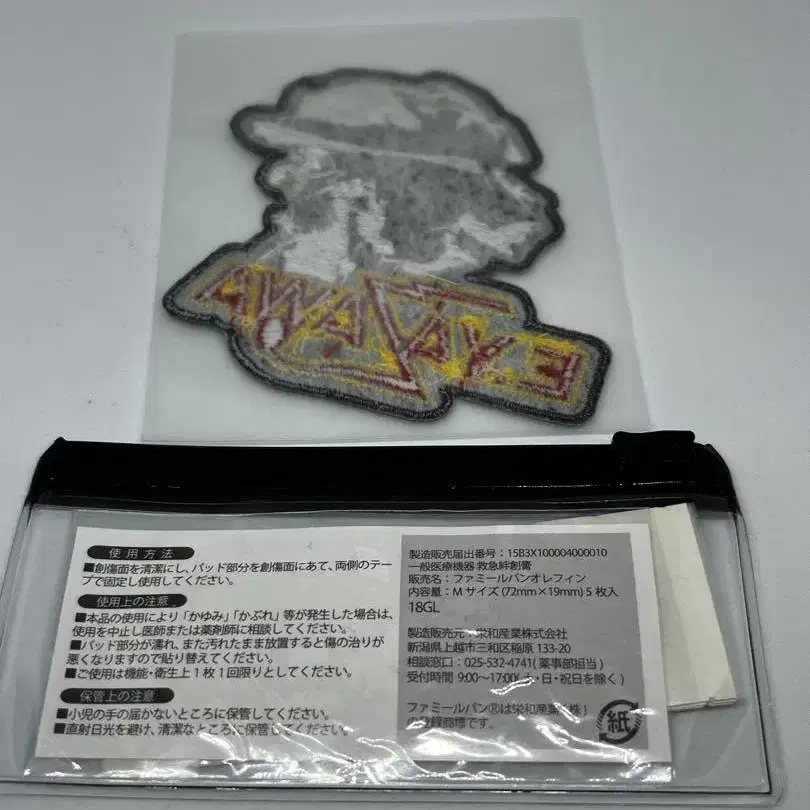 使用方法
■創傷面を清潔にし、パッド部分を創傷面にあて、両側のテー
プで固定し使用してください。
使用上の注意
■本品の使用により「かゆみ」「かぶれ」等が発生した場合は、
使用を中止し医師または薬剤師に相談してください。
■パッド部分が濡れ、また汚れたまま放置すると傷の治りが
悪くなりますので貼り替えてください。
■ご使用は機能・衛生上1枚1回限りとしてください。
保管上の注意
■小児の手の届かないところに保管してください。
■直射日光を避け、清潔なところに保管してください。
製造販売届出番号：15B3X100004000010
一般医療機器 救急絆創膏
販売名：ファミールバンオレフィン
内容量：Mサイズ(72mm×19mm) 5枚入
18GL
製造販売元・栄和産業株式会社
新潟県上越市三和区稲原 133-20
相談窓口：025-532-4741(薬事部担当)
受付時間 9:00〜17:00(土・日・祝日を除く)
ファミールバン®は栄和産業(株)
の登録商標です。
紙